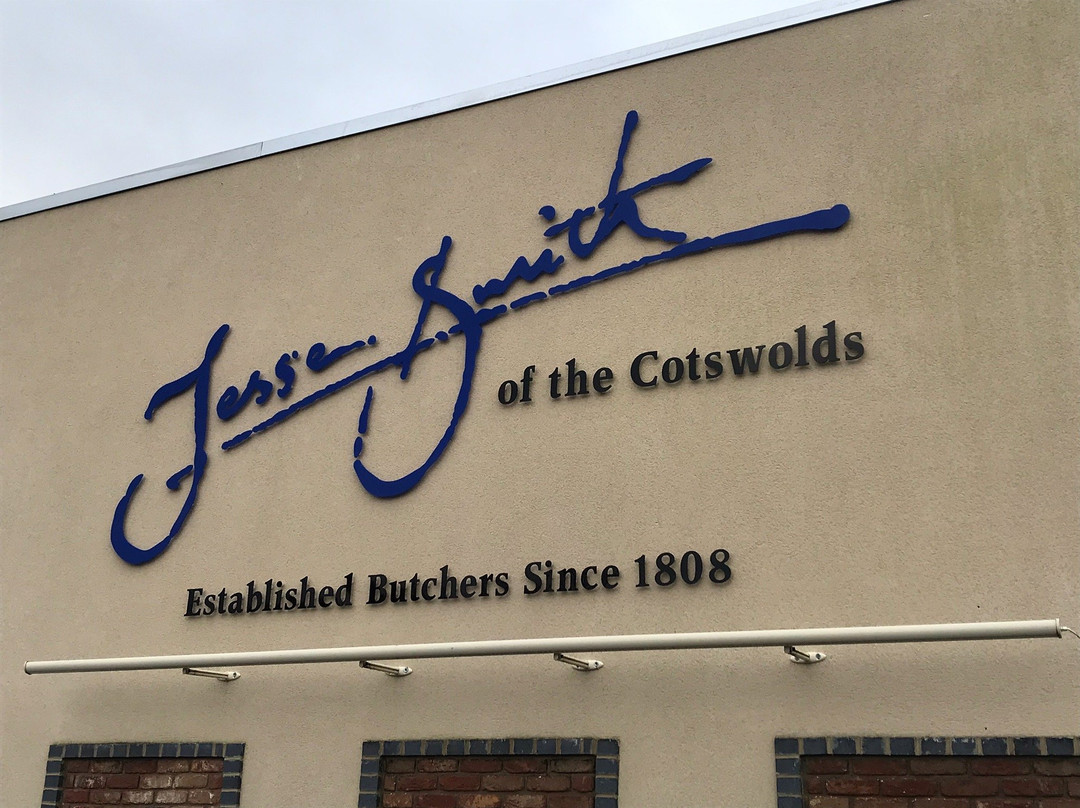 Jesse Smith
of the Cotswolds
Established Butchers Since 1808